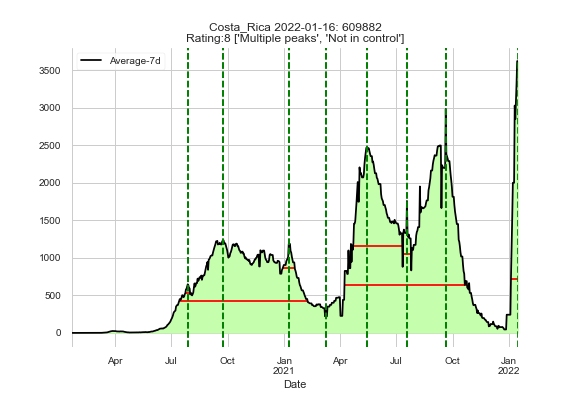 Costa_Rica 2022-01-16: 609882
Rating:8 ['Multiple peaks', 'Not in control']
Average-7d
3500
3000
2500
2000
1500
1000
500
0
Apr Jul Oct Jan Apr Jul Oct Jan
2021 2022
Date